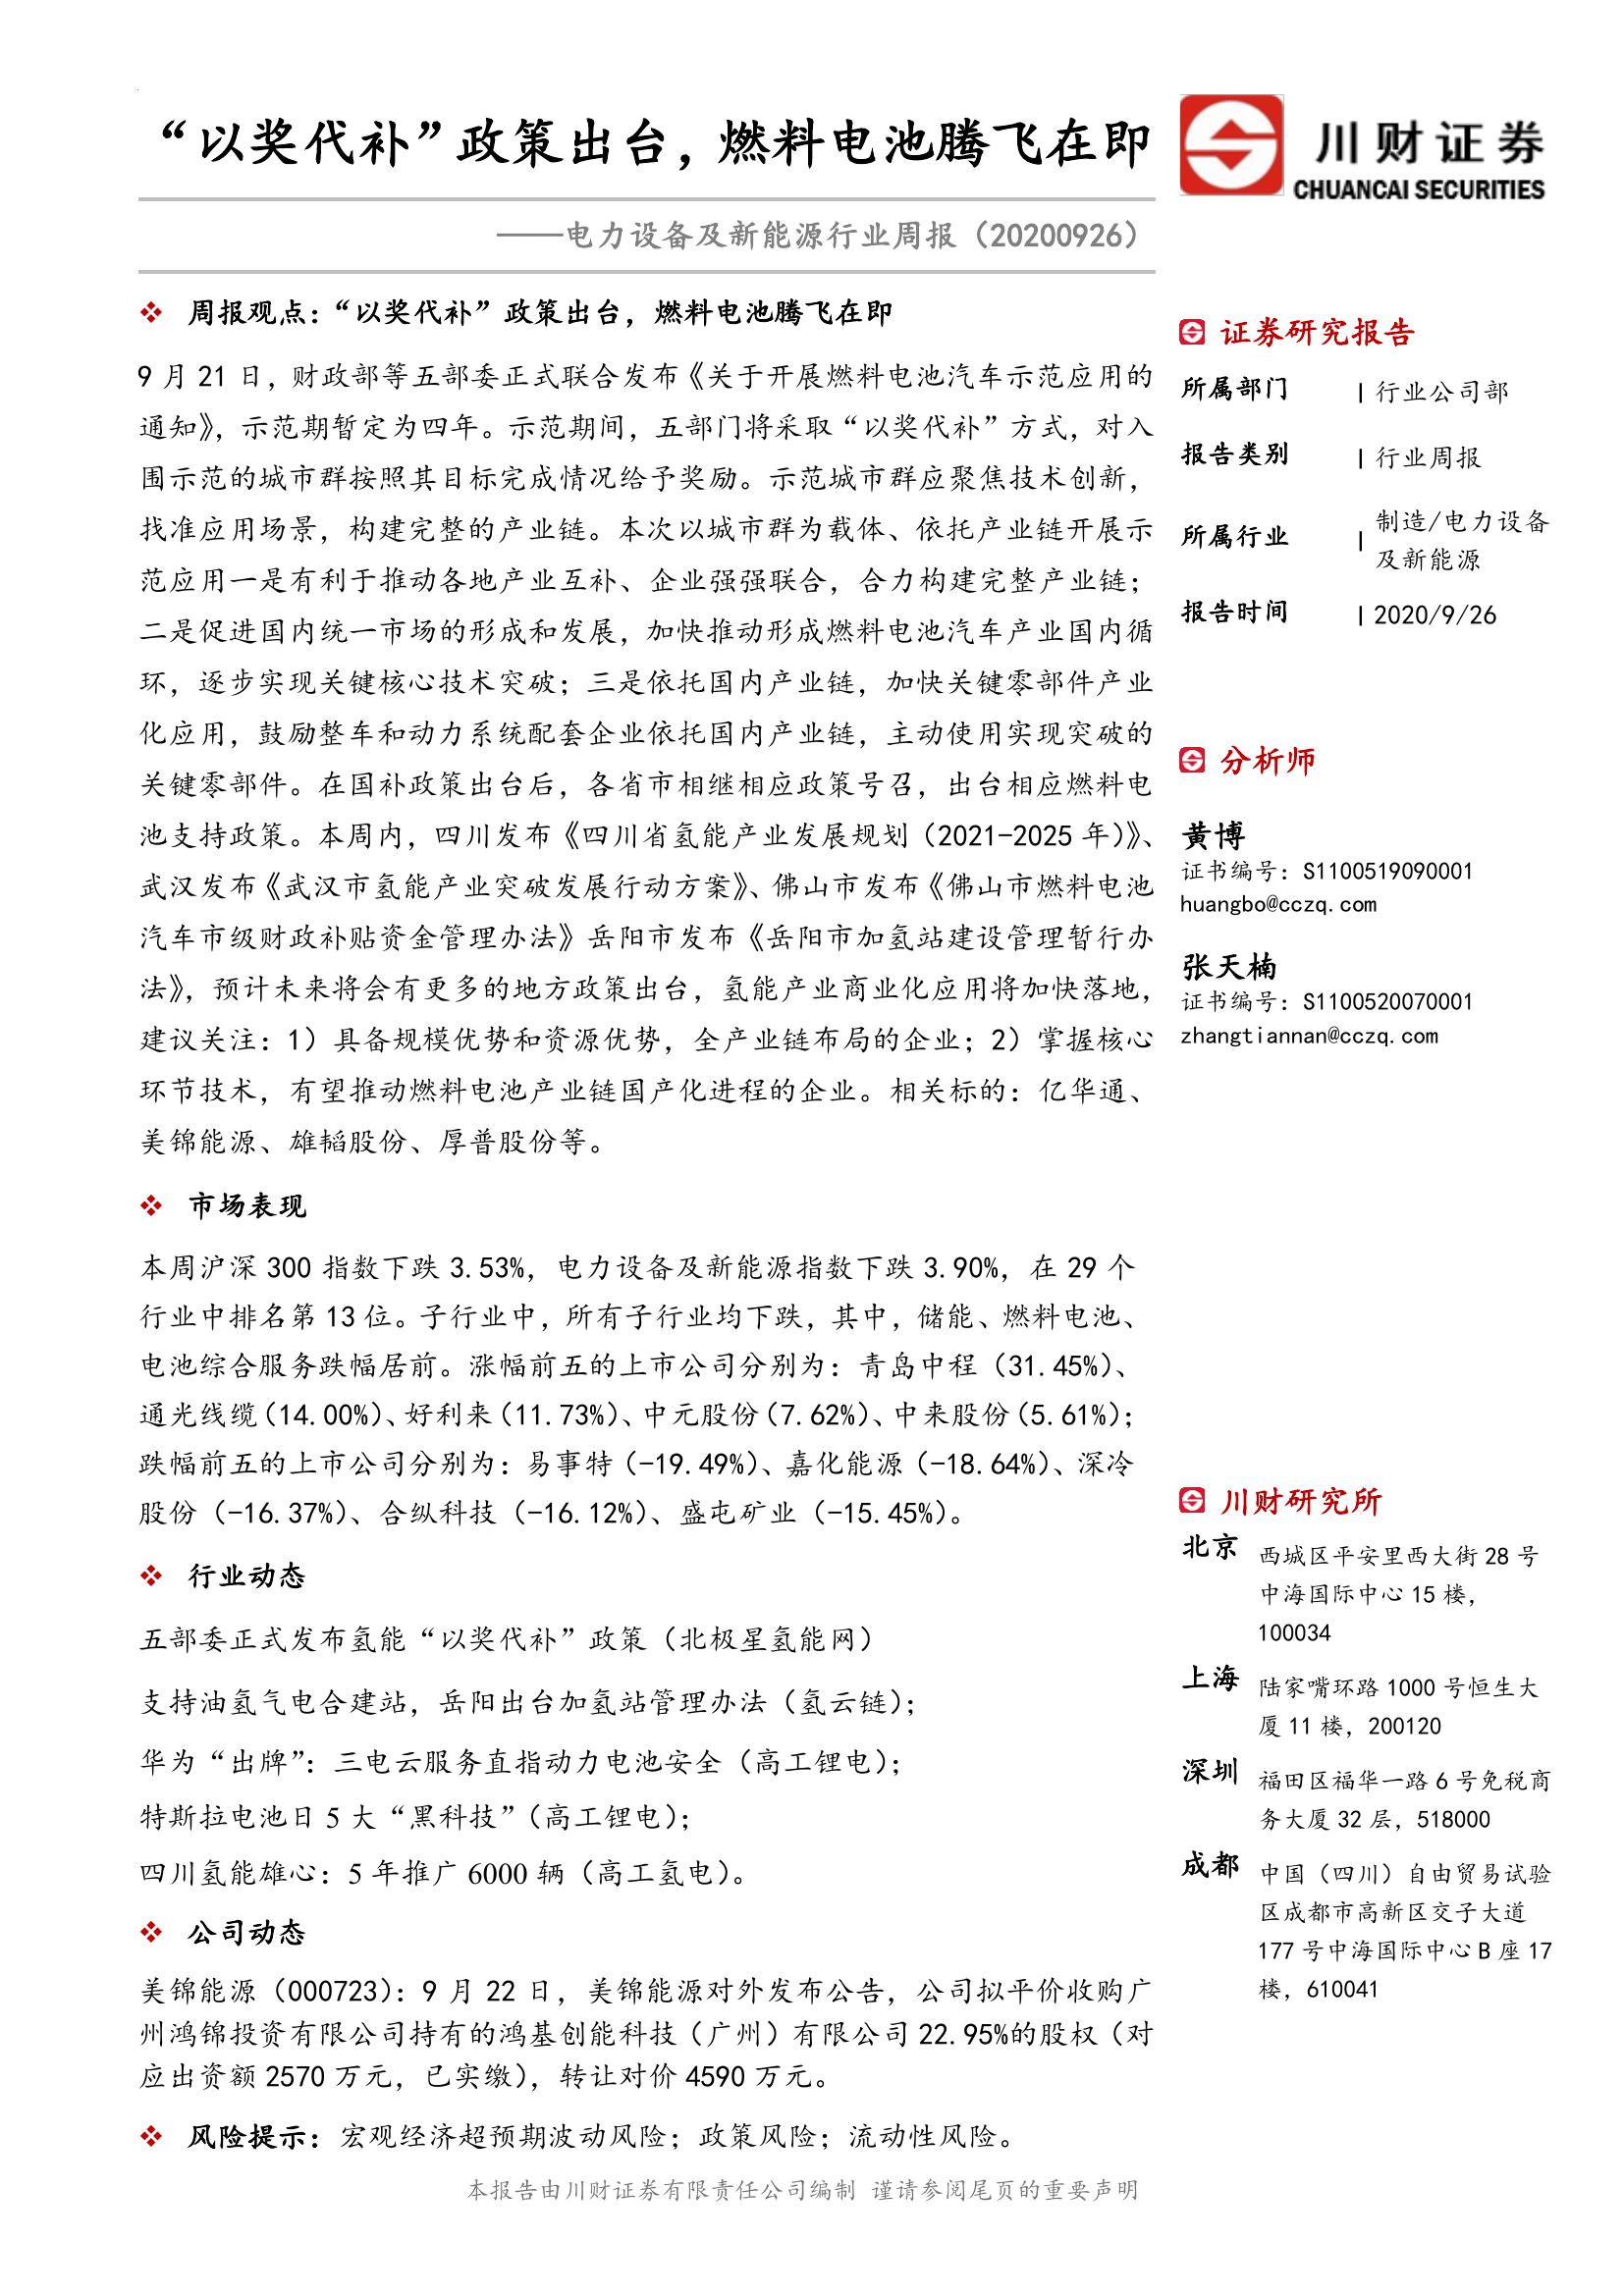 “以奖代补”政策出台，燃料电池腾飞在即
——电力设备及新能源行业周报（20200926）
川财证券
CHUANCAI SECURITIES
周报观点：“以奖代补”政策出台，燃料电池腾飞在即
9 月 21 日，财政部等五部委正式联合发布《关于开展燃料电池汽车示范应用的
通知》，示范期暂定为四年。示范期间，五部门将采取“以奖代补”方式，对入
围示范的城市群按照其目标完成情况给予奖励。示范城市群应聚焦技术创新，
找准应用场景，构建完整的产业链。本次以城市群为载体、依托产业链开展示
范应用一是有利于推动各地产业互补、企业强强联合，合力构建完整产业链；
二是促进国内统一市场的形成和发展，加快推动形成燃料电池汽车产业国内循
环，逐步实现关键核心技术突破；三是依托国内产业链，加快关键零部件产业
化应用，鼓励整车和动力系统配套企业依托国内产业链，主动使用实现突破的
关键零部件。在国补政策出台后，各省市相继相应政策号召，出台相应燃料电
池支持政策。本周内，四川发布《四川省氢能产业发展规划（2021-2025 年）》、
武汉发布《武汉市氢能产业突破发展行动方案》、佛山市发布《佛山市燃料电池
汽车市级财政补贴资金管理办法》岳阳市发布《岳阳市加氢站建设管理暂行办
法》，预计未来将会有更多的地方政策出台，氢能产业商业化应用将加快落地，
建议关注：1）具备规模优势和资源优势，全产业链布局的企业；2）掌握核心
环节技术，有望推动燃料电池产业链国产化进程的企业。相关标的：亿华通、
美锦能源、雄韬股份、厚普股份等。
市场表现
本周沪深 300 指数下跌 3.53%，电力设备及新能源指数下跌 3.90%，在 29 个
行业中排名第 13 位。子行业中，所有子行业均下跌，其中，储能、燃料电池、
电池综合服务跌幅居前。涨幅前五的上市公司分别为：青岛中程（31.45%）、
通光线缆（14.00%）、好利来（11.73%）、中元股份（7.62%）、中来股份（5.61%）；
跌幅前五的上市公司分别为：易事特（-19.49%）、嘉化能源（-18.64%）、深冷
股份（-16.37%）、合纵科技（-16.12%）、盛屯矿业（-15.45%）。
行业动态
五部委正式发布氢能“以奖代补”政策（北极星氢能网）
支持油氢气电合建站，岳阳出台加氢站管理办法（氢云链）；
华为“出牌”：三电云服务直指动力电池安全（高工锂电）；
特斯拉电池日 5 大“黑科技”（高工锂电）；
四川氢能雄心：5 年推广 6000 辆（高工氢电）。
公司动态
美锦能源（000723）：9 月 22 日，美锦能源对外发布公告，公司拟平价收购广
州鸿锦投资有限公司持有的鸿基创能科技（广州）有限公司 22.95%的股权（对
应出资额 2570 万元，已实缴），转让对价 4590 万元。
风险提示：宏观经济超预期波动风险；政策风险；流动性风险。
证券研究报告
所属部门 | 行业公司部
报告类别 | 行业周报
所属行业 | 制造/电力设备
及新能源
报告时间 | 2020/9/26
分析师
黄博
证书编号：S1100519090001
huangbo@cczq.com
张天楠
证书编号：S1100520070001
zhangtiannan@cczq.com
川财研究所
北京 西城区平安里西大街 28 号
中海国际中心 15 楼，
100034
上海 陆家嘴环路 1000 号恒生大
厦 11 楼，200120
深圳 福田区福华一路 6 号免税商
务大厦 32 层，518000
成都 中国（四川）自由贸易试验
区成都市高新区交子大道
177 号中海国际中心 B 座 17
楼，610041
本报告由川财证券有限责任公司编制 谨请参阅尾页的重要声明